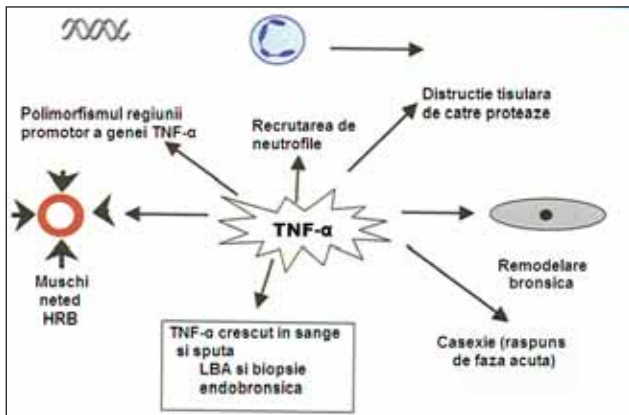 Polimorfismul regiunii
promotor a genei TNF-α
Recrutarea de
neutrofile
Distructie tisulara
de catre proteaze
TNF-α
Muschi
neted
HRB
Remodelare
bronsica
TNF-α crescut in sange
si sputa
LBA si biopsie
endobronsica
Casexie (raspuns
de faza acuta)